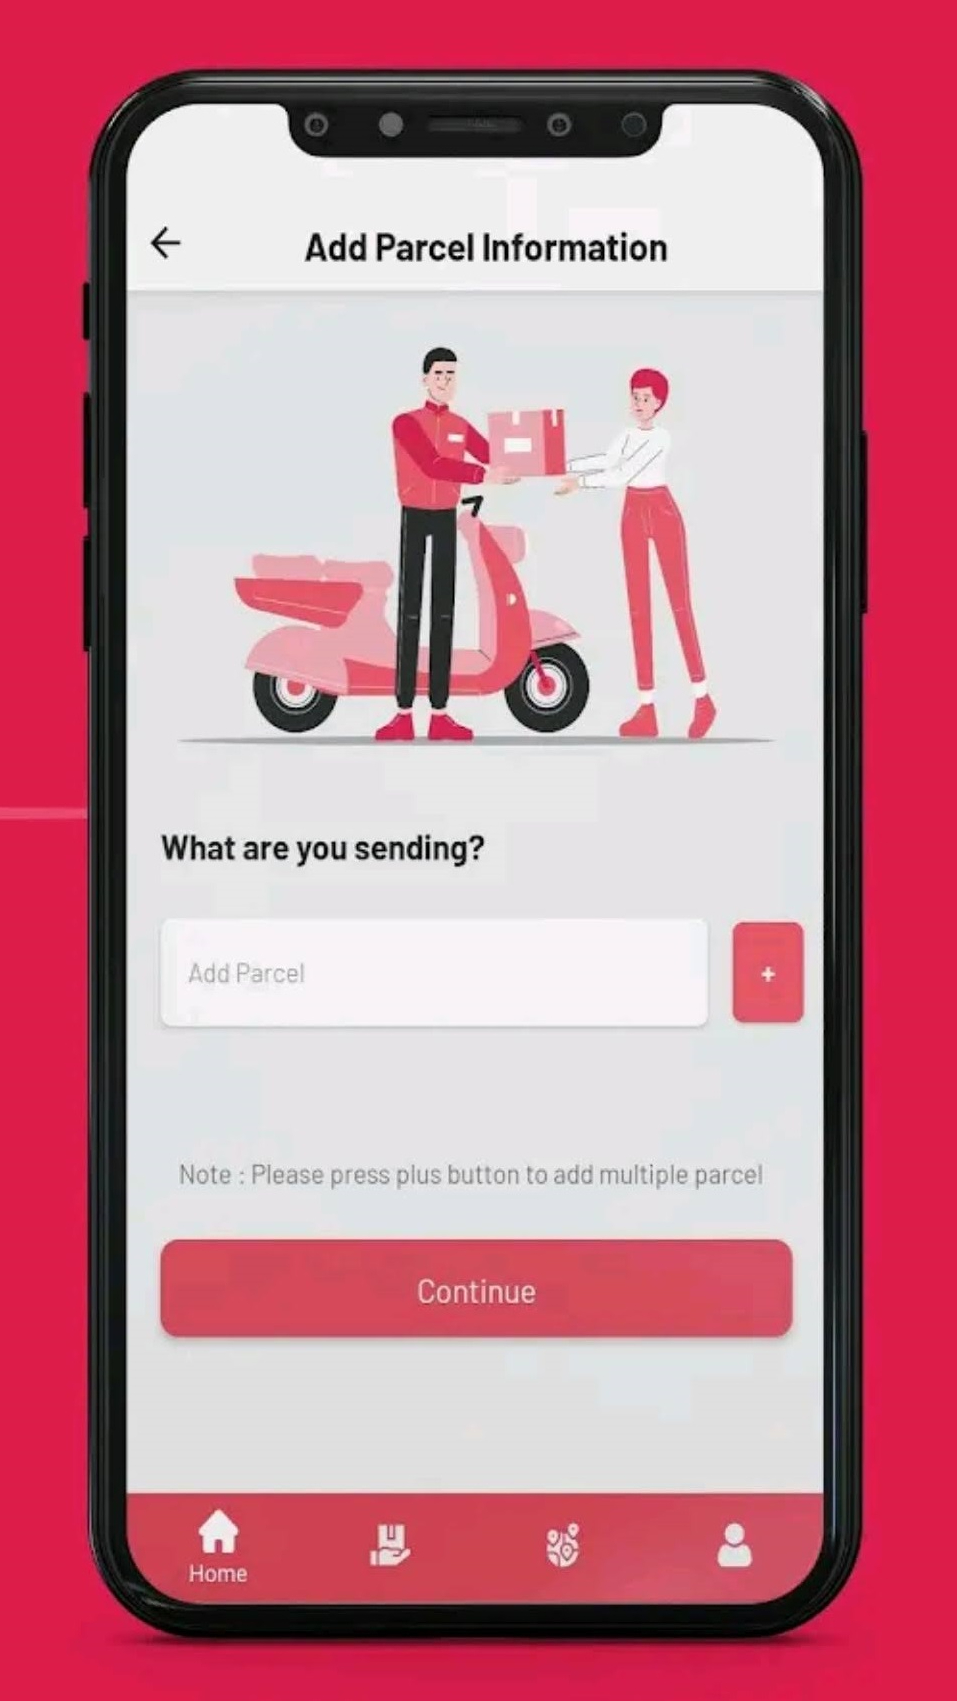 Add Parcel Information
What are you sending?
Add Parcel
+
Note : Please press plus button to add multiple parcel
Continue
Home